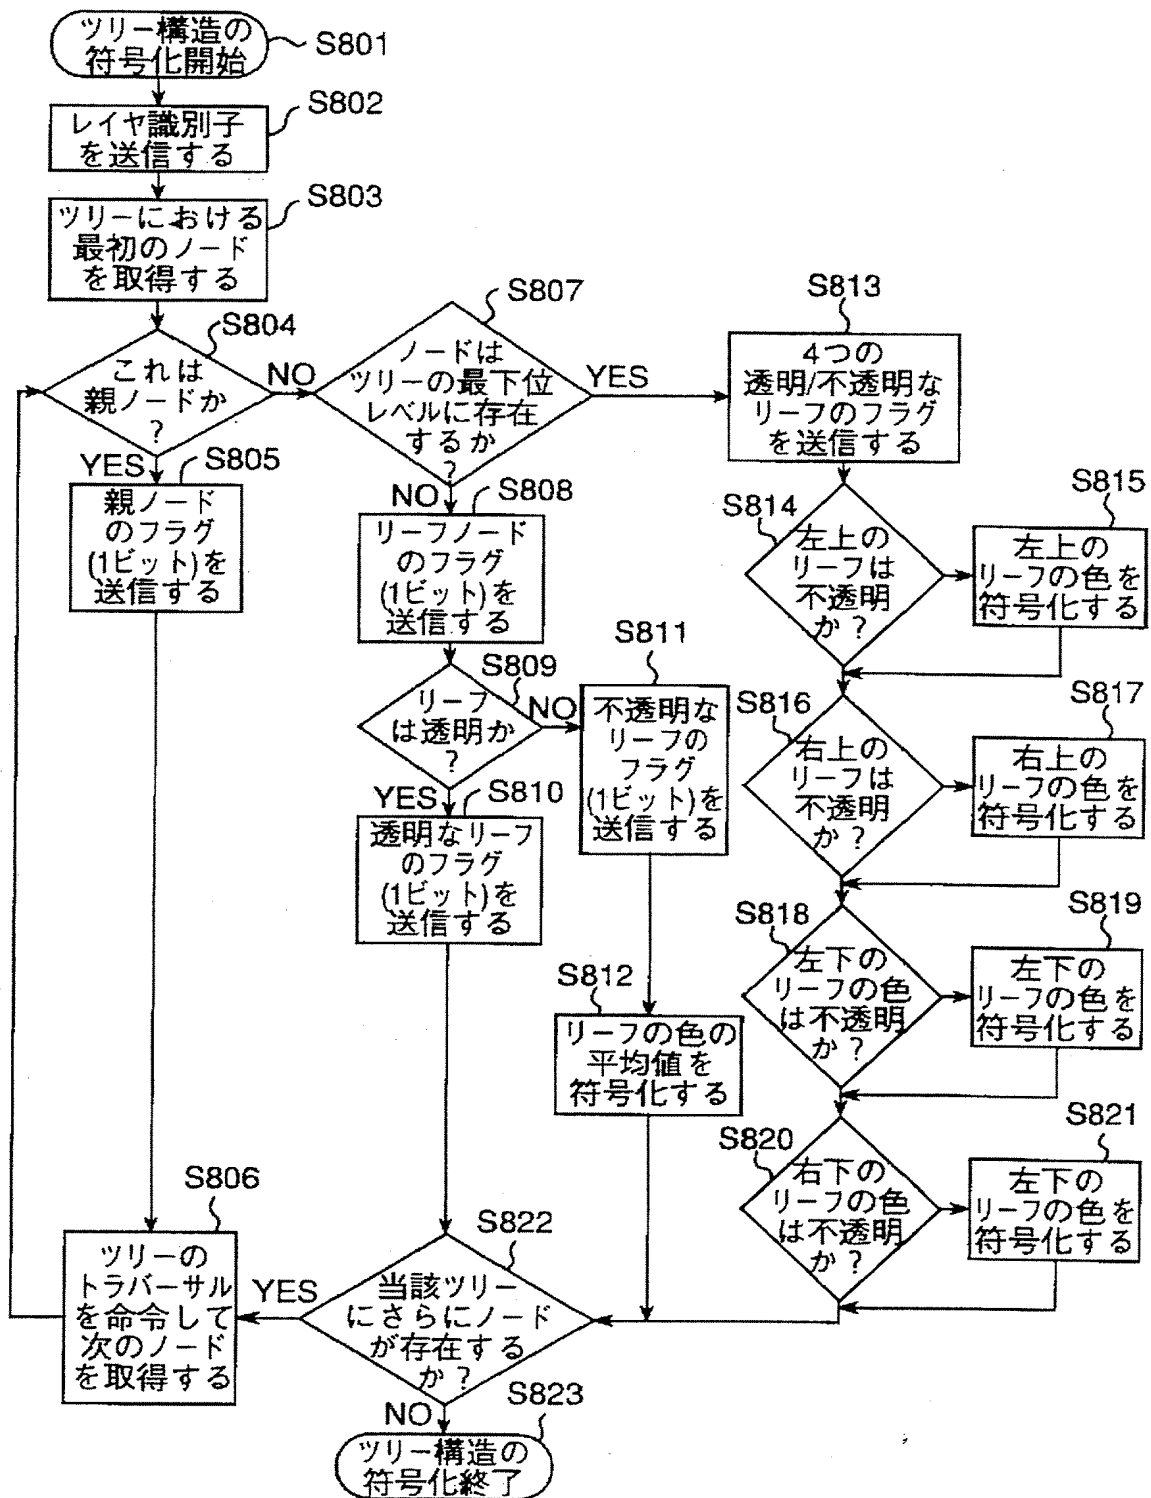 ツリー構造の
符号化開始
S801
レイヤ識別子
を送信する
S802
ツリーにおける
最初のノード
を取得する
S803
これは
親ノードか
?
S804
NO
YES
親ノード
のフラグ
(1ビット)を
送信する
S805
ツリーの
トラバーサル
を命令して
次のノード
を取得する
S806
ノードは
ツリーの最下位
レベルに存在
するか
?
S807
YES
NO
リーフノード
のフラグ
(1ビット)を
送信する
S808
リーフ
は透明か
?
S809
NO
YES
透明なリーフ
のフラグ
(1ビット)を
送信する
S810
不透明な
リーフの
フラグ
(1ビット)を
送信する
S811
リーフの色の
平均値を
符号化する
S812
4つの
透明/不透明な
リーフのフラグ
を送信する
S813
左上の
リーフは
不透明
か?
S814
左上の
リーフの色を
符号化する
S815
右上の
リーフは
不透明
か?
S816
右上の
リーフの色を
符号化する
S817
左下の
リーフの色
は不透明
か?
S818
左下の
リーフの色を
符号化する
S819
右下の
リーフの色
は不透明
か?
S820
左下の
リーフの色を
符号化する
S821
当該ツリー
にさらにノード
が存在する
か?
S822
YES
NO
ツリー構造の
符号化終了
S823